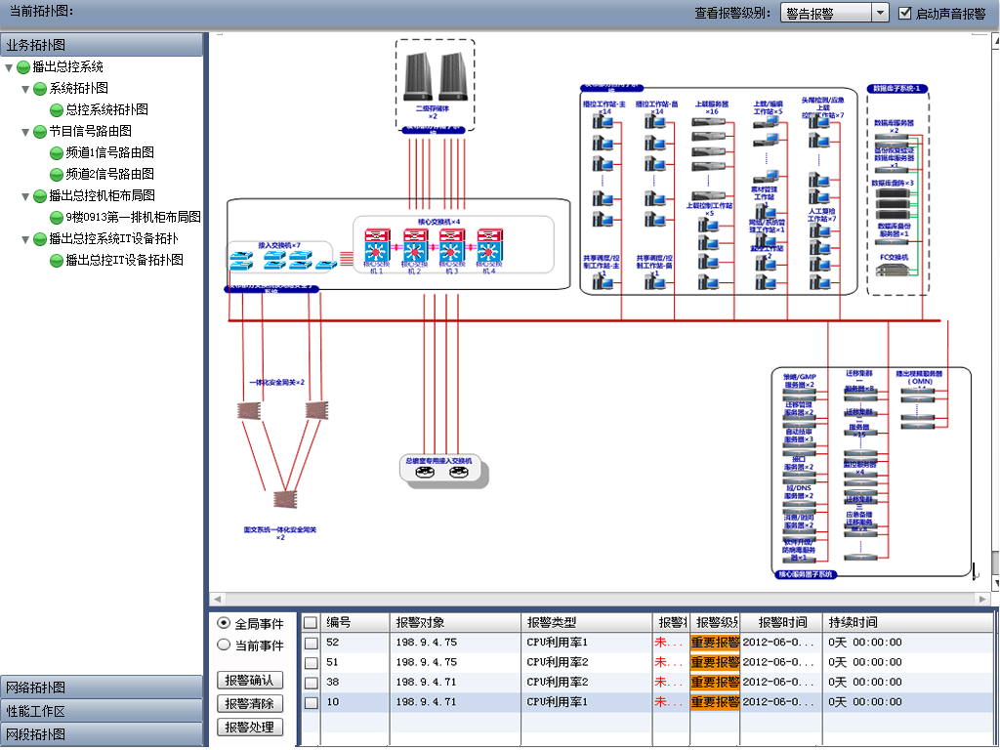 当前拓扑图:
查看报警级别: 警告报警 启动声音报警
业务拓扑图
播出总控系统
系统拓扑图
总控系统拓扑图
节目信号路由图
频道1信号路由图
频道2信号路由图
播出总控机柜布局图
9楼0913第一排机柜布局图
播出总控系统IT设备拓扑
播出总控IT设备拓扑图
网络拓扑图
性能工作区
网段拓扑图
二级存储体
×2
核心交换机×4
接入交换机×7
核心交换机1
核心交换机2
核心交换机3
核心交换机4
一体化安全网关×2
图文系统一体化安全网关
×2
总编室专用接入交换机
播控工作站-主
×14
播控工作站-备
×14
上载服务器
×16
上载/编辑
工作站×5
头尾检测/应急
上载
×7
上载控制工作站
×5
素材管理
工作站
网络/系统管
理工作站×1
人工复检
×7
共享调度/控
制工作站-主
共享调度/控
制工作站-备
数据库子系统-1
数据库服务器
×2
备份恢复验证
数据库服务器
×1
数据库盘阵×3
数据库备份
服务器×1
FC交换机
策略/GMP
服务器×2
迁移管理
服务器×2
自动技审
服务器×3
接口
服务器×2
域/DNS
服务器×2
消息/时间
服务器×2
软件升级/
防病毒服务
器×1
迁移集群
一
服务器×8
迁移集群
二
服务器
×15
监控服务器
×4
迁移集群
三
应急备播
迁移服务
播出视频服务器
(OMN)
核心服务器子系统
全局事件
当前事件
报警确认
报警清除
报警处理
编号 报警对象 报警类型 报警 报警级别 报警时间 持续时间
52 198.9.4.75 CPU利用率1 未... 重要报警 2012-06-0... 0天 00:00:00
51 198.9.4.75 CPU利用率2 未... 重要报警 2012-06-0... 0天 00:00:00
38 198.9.4.71 CPU利用率2 未... 重要报警 2012-06-0... 0天 00:00:00
10 198.9.4.71 CPU利用率1 未... 重要报警 2012-06-0... 0天 00:00:00